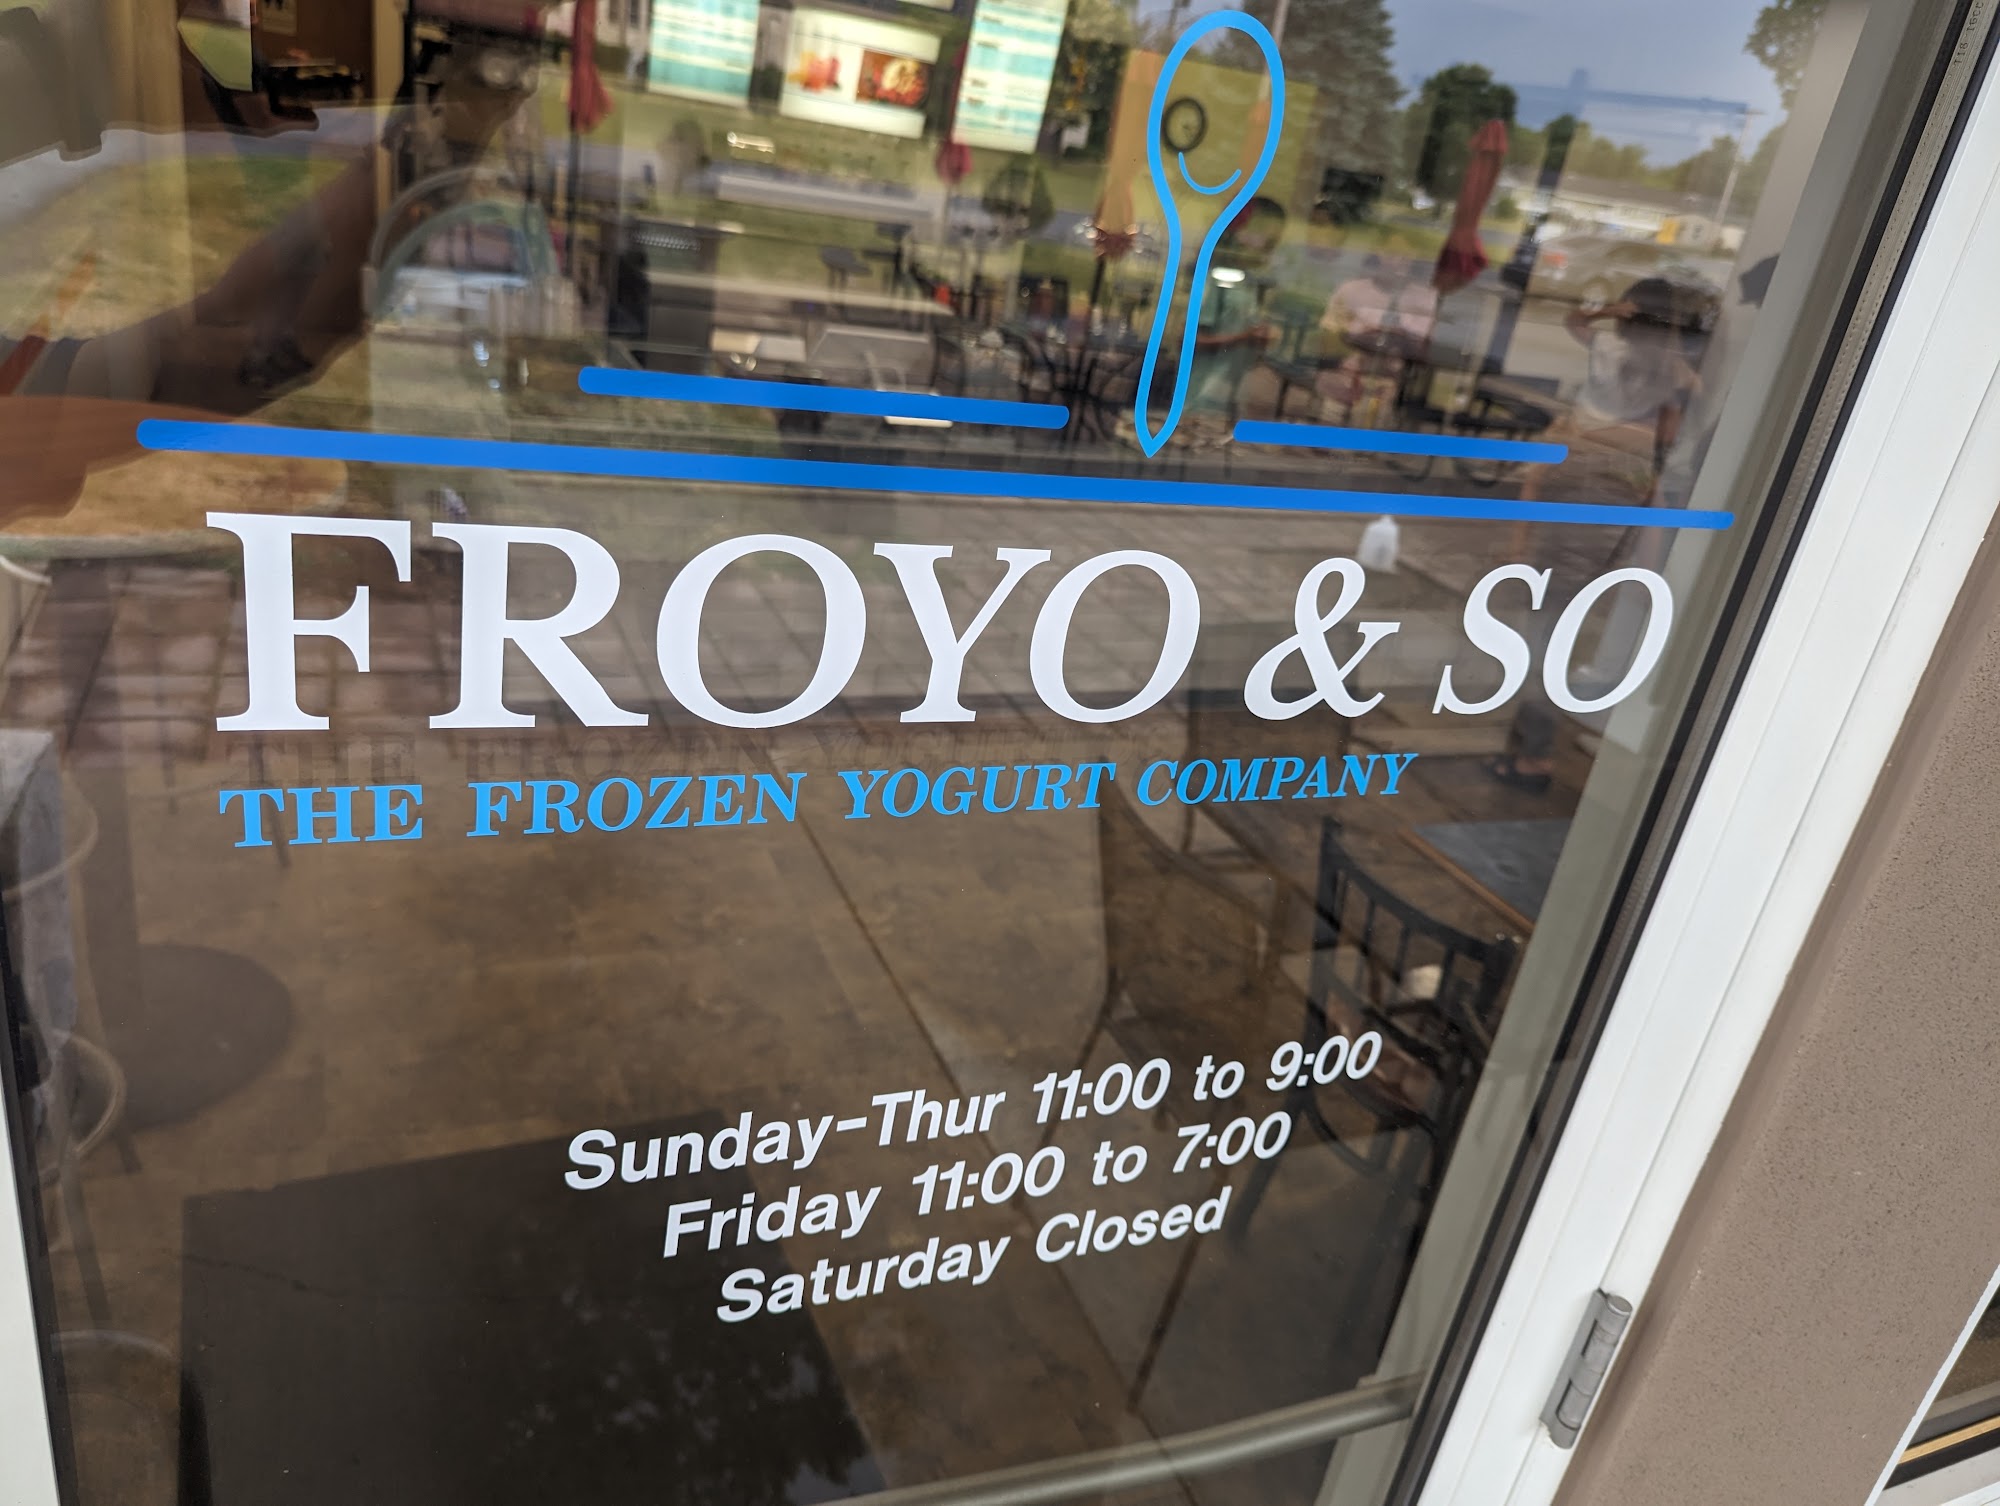 FROYO & SO
THE FROZEN YOGURT COMPANY
Sunday-Thur 11:00 to 9:00
Friday 11:00 to 7:00
Saturday Closed